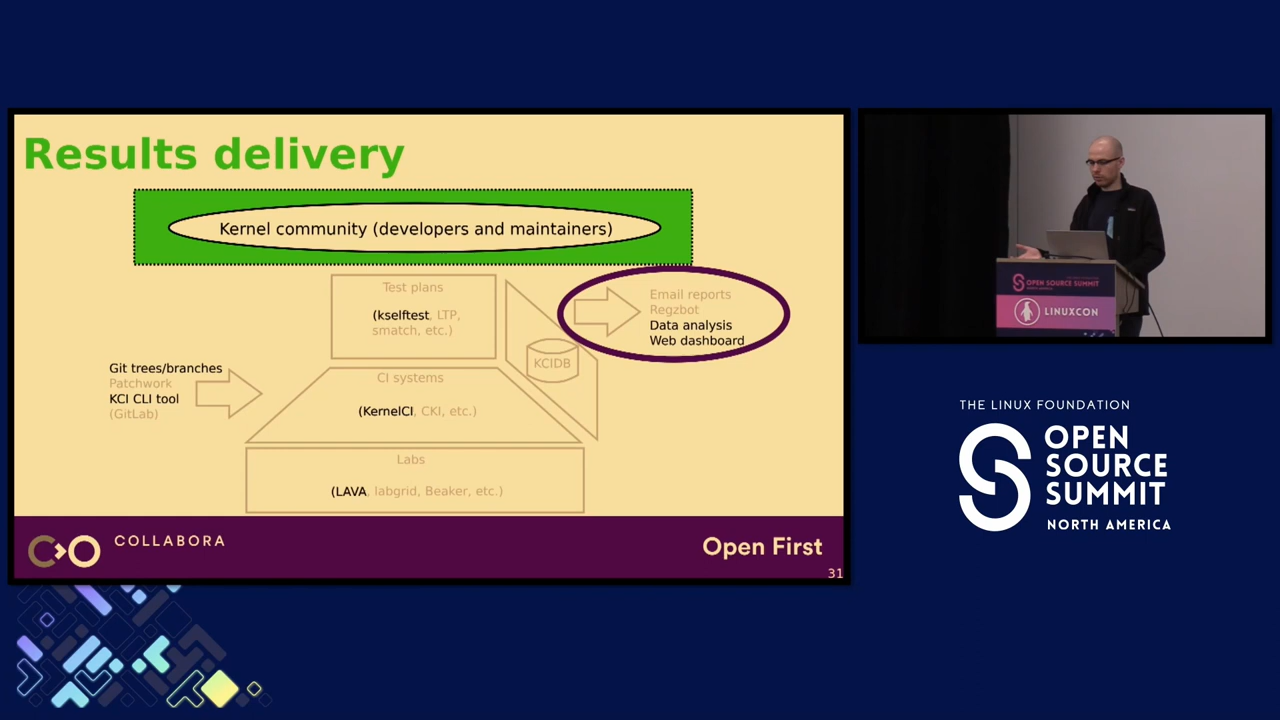 Results delivery
Kernel community (developers and maintainers)
Test plans
(kselftest, LTP,
smatch, etc.)
Email reports
Regzbot
Data analysis
Web dashboard
KCIDB
Git trees/branches
Patchwork
KCI CLI tool
(GitLab)
CI systems
(KernelCI, CKI, etc.)
Labs
(LAVA, labgrid, Beaker, etc.)
COLLABORA
Open First
31
OPEN SOURCE SUMMIT
LINUXCON
THE LINUX FOUNDATION
OPEN
SOURCE
SUMMIT
NORTH AMERICA